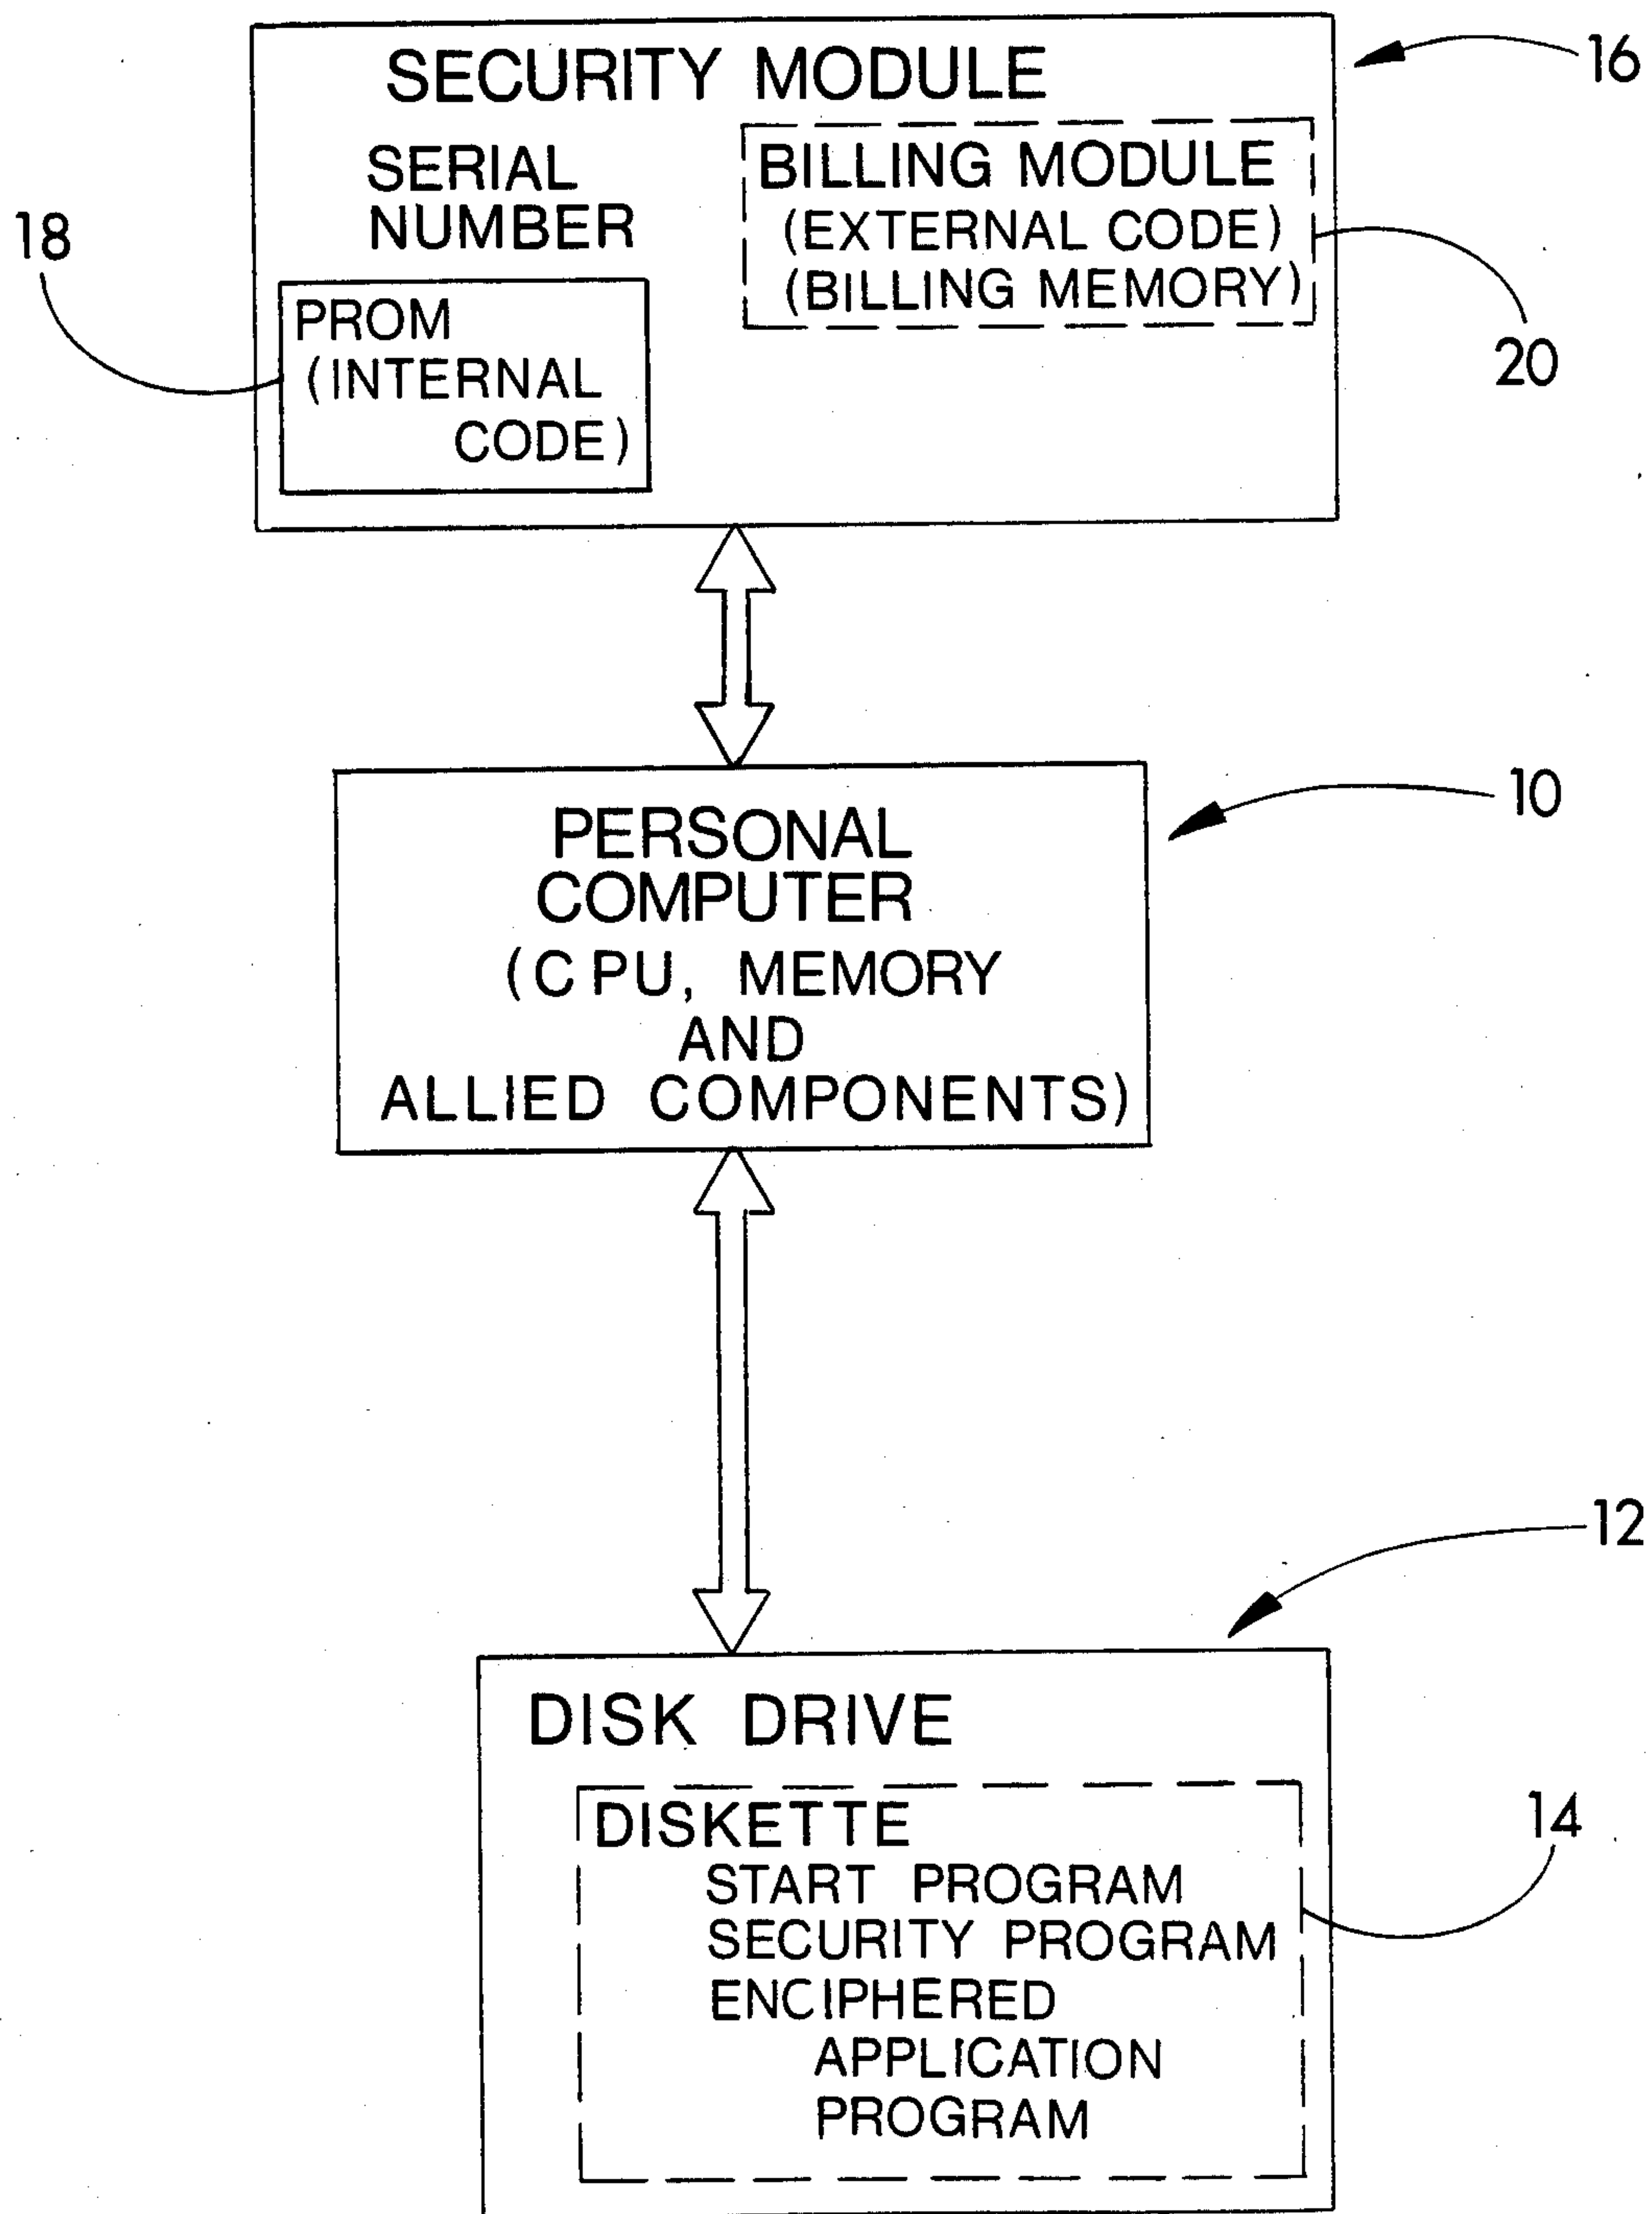 SECURITY MODULE
16
SERIAL
NUMBER
BILLING MODULE
(EXTERNAL CODE)
(BILLING MEMORY)
18
20
PROM
(INTERNAL
CODE)
PERSONAL
COMPUTER
(CPU, MEMORY
AND
ALLIED COMPONENTS)
10
12
DISK DRIVE
DISKETTE
START PROGRAM
SECURITY PROGRAM
ENCIPHERED
APPLICATION
PROGRAM
14